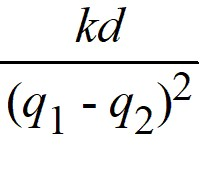 kd
(q₁ - q₂)²